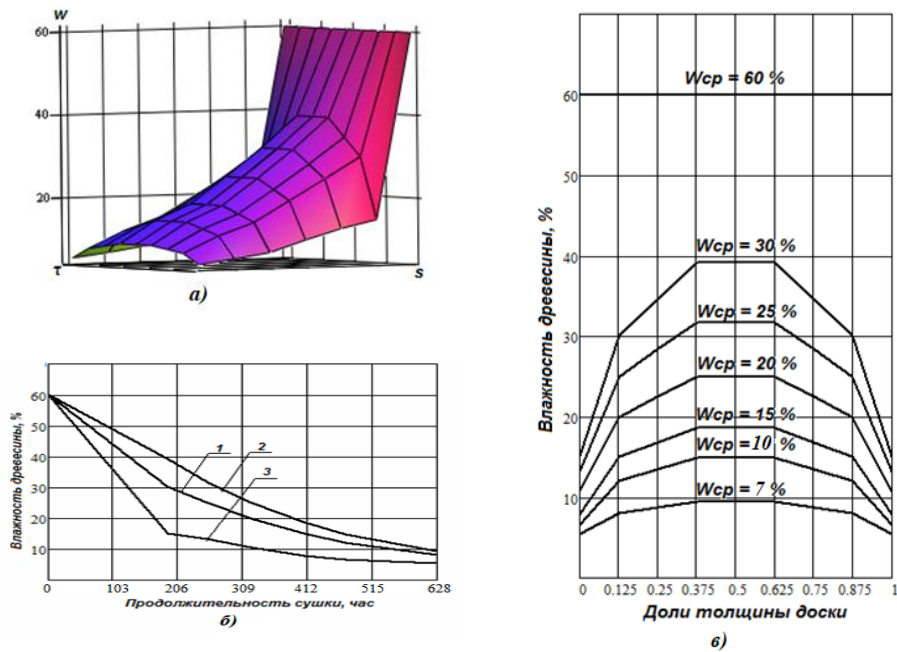 W
60
40
20
τ
S
а)
Влажность древесины, %
60
50
40
30
20
10
1
2
3
0
103
206
309
412
515
628
Продолжительность сушки, час
б)
Влажность древесины, %
60
50
40
30
20
10
Wср = 60 %
Wср = 30 %
Wср = 25 %
Wср = 20 %
Wср = 15 %
Wср = 10 %
Wср = 7 %
0 0.125 0.25 0.375 0.5 0.625 0.75 0.875 1
Доли толщины доски
в)